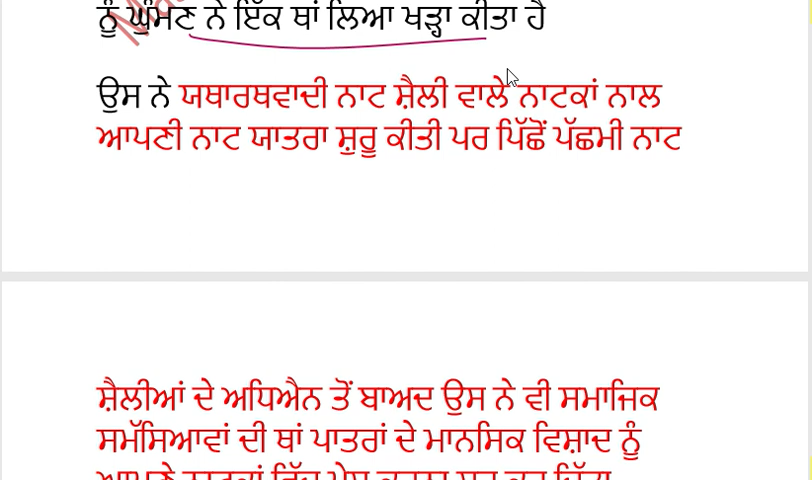 ਨੂੰ ਘੁੰਮਣ ਨੇ ਇੱਕ ਥਾਂ ਲਿਆ ਖੜ੍ਹਾ ਕੀਤਾ ਹੈ
ਉਸ ਨੇ ਯਥਾਰਥਵਾਦੀ ਨਾਟ ਸ਼ੈਲੀ ਵਾਲੇ ਨਾਟਕਾਂ ਨਾਲ
ਆਪਣੀ ਨਾਟ ਯਾਤਰਾ ਸ਼ੁਰੂ ਕੀਤੀ ਪਰ ਪਿੱਛੋਂ ਪੱਛਮੀ ਨਾਟ
ਸ਼ੈਲੀਆਂ ਦੇ ਅਧਿਐਨ ਤੋਂ ਬਾਅਦ ਉਸ ਨੇ ਵੀ ਸਮਾਜਿਕ
ਸਮੱਸਿਆਵਾਂ ਦੀ ਥਾਂ ਪਾਤਰਾਂ ਦੇ ਮਾਨਸਿਕ ਵਿਸ਼ਾਦ ਨੂੰ